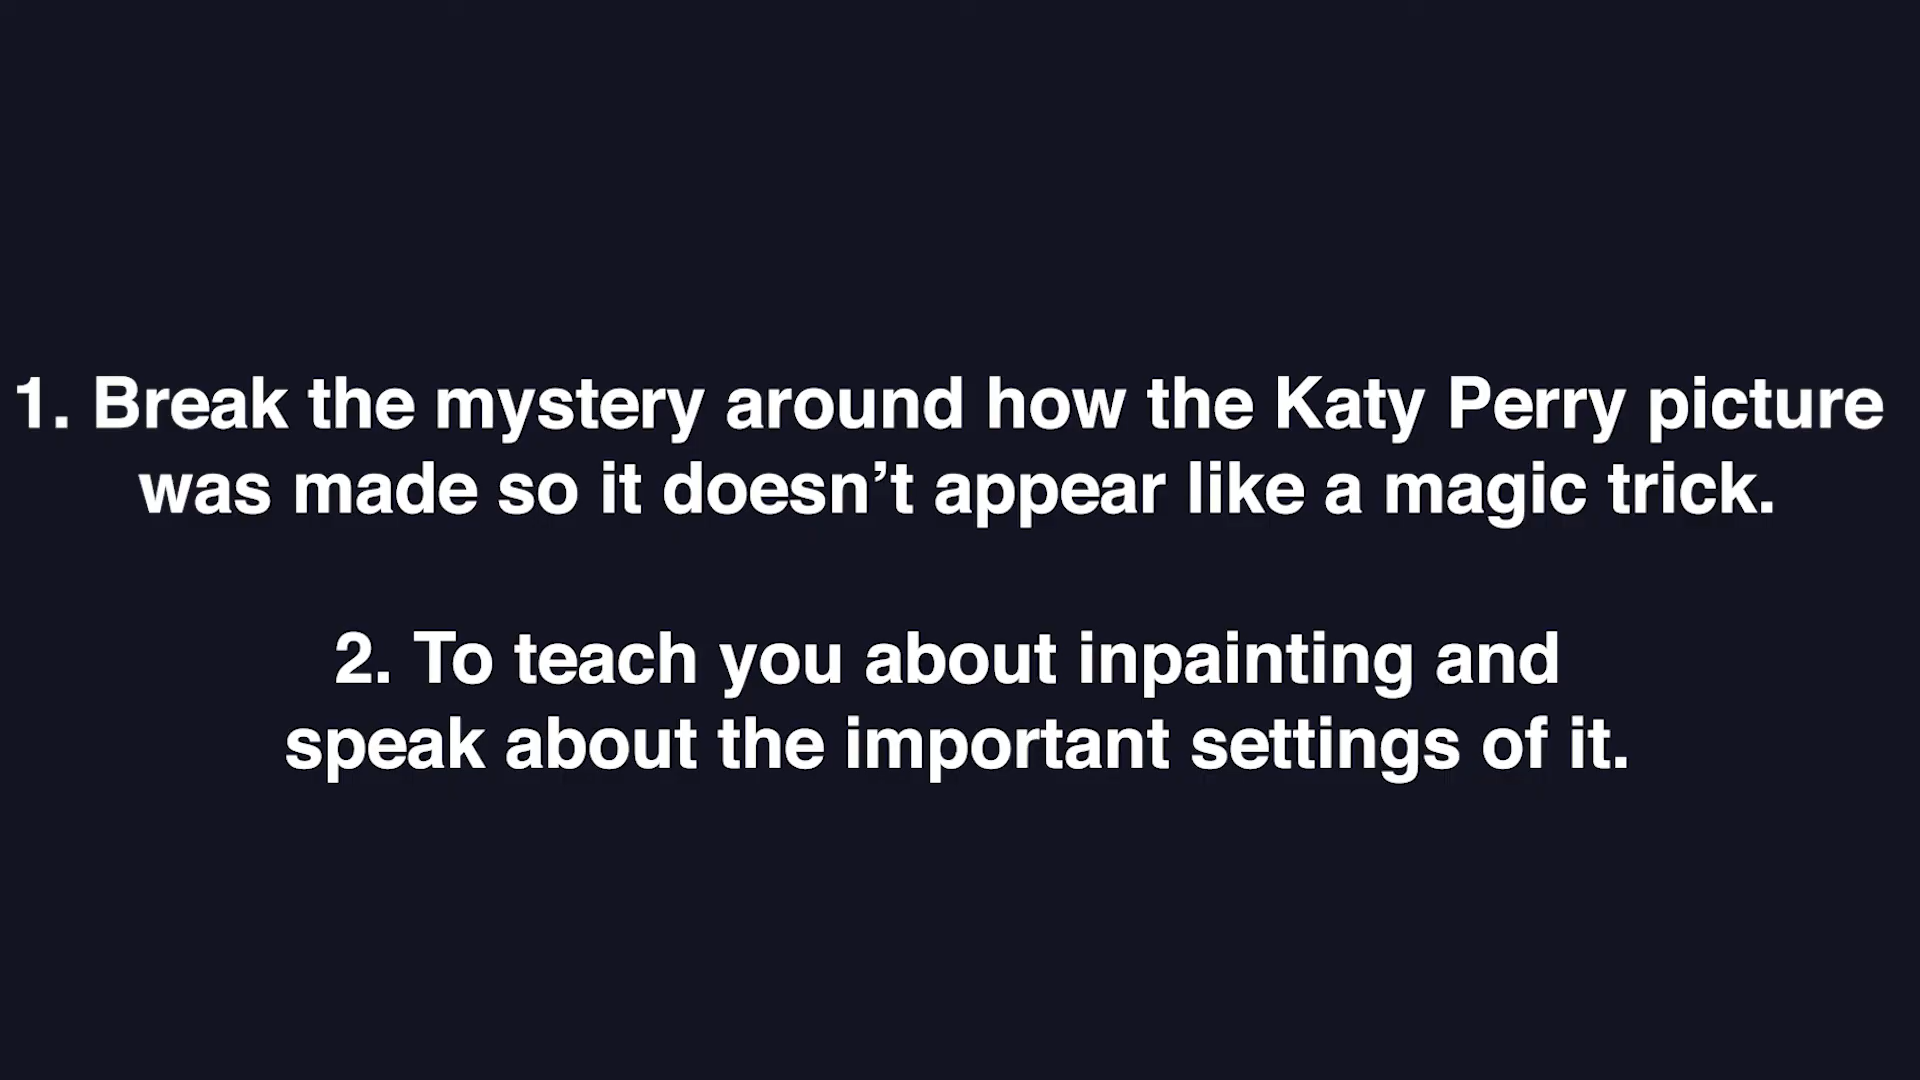 1. Break the mystery around how the Katy Perry picture
was made so it doesn’t appear like a magic trick.
2. To teach you about inpainting and
speak about the important settings of it.